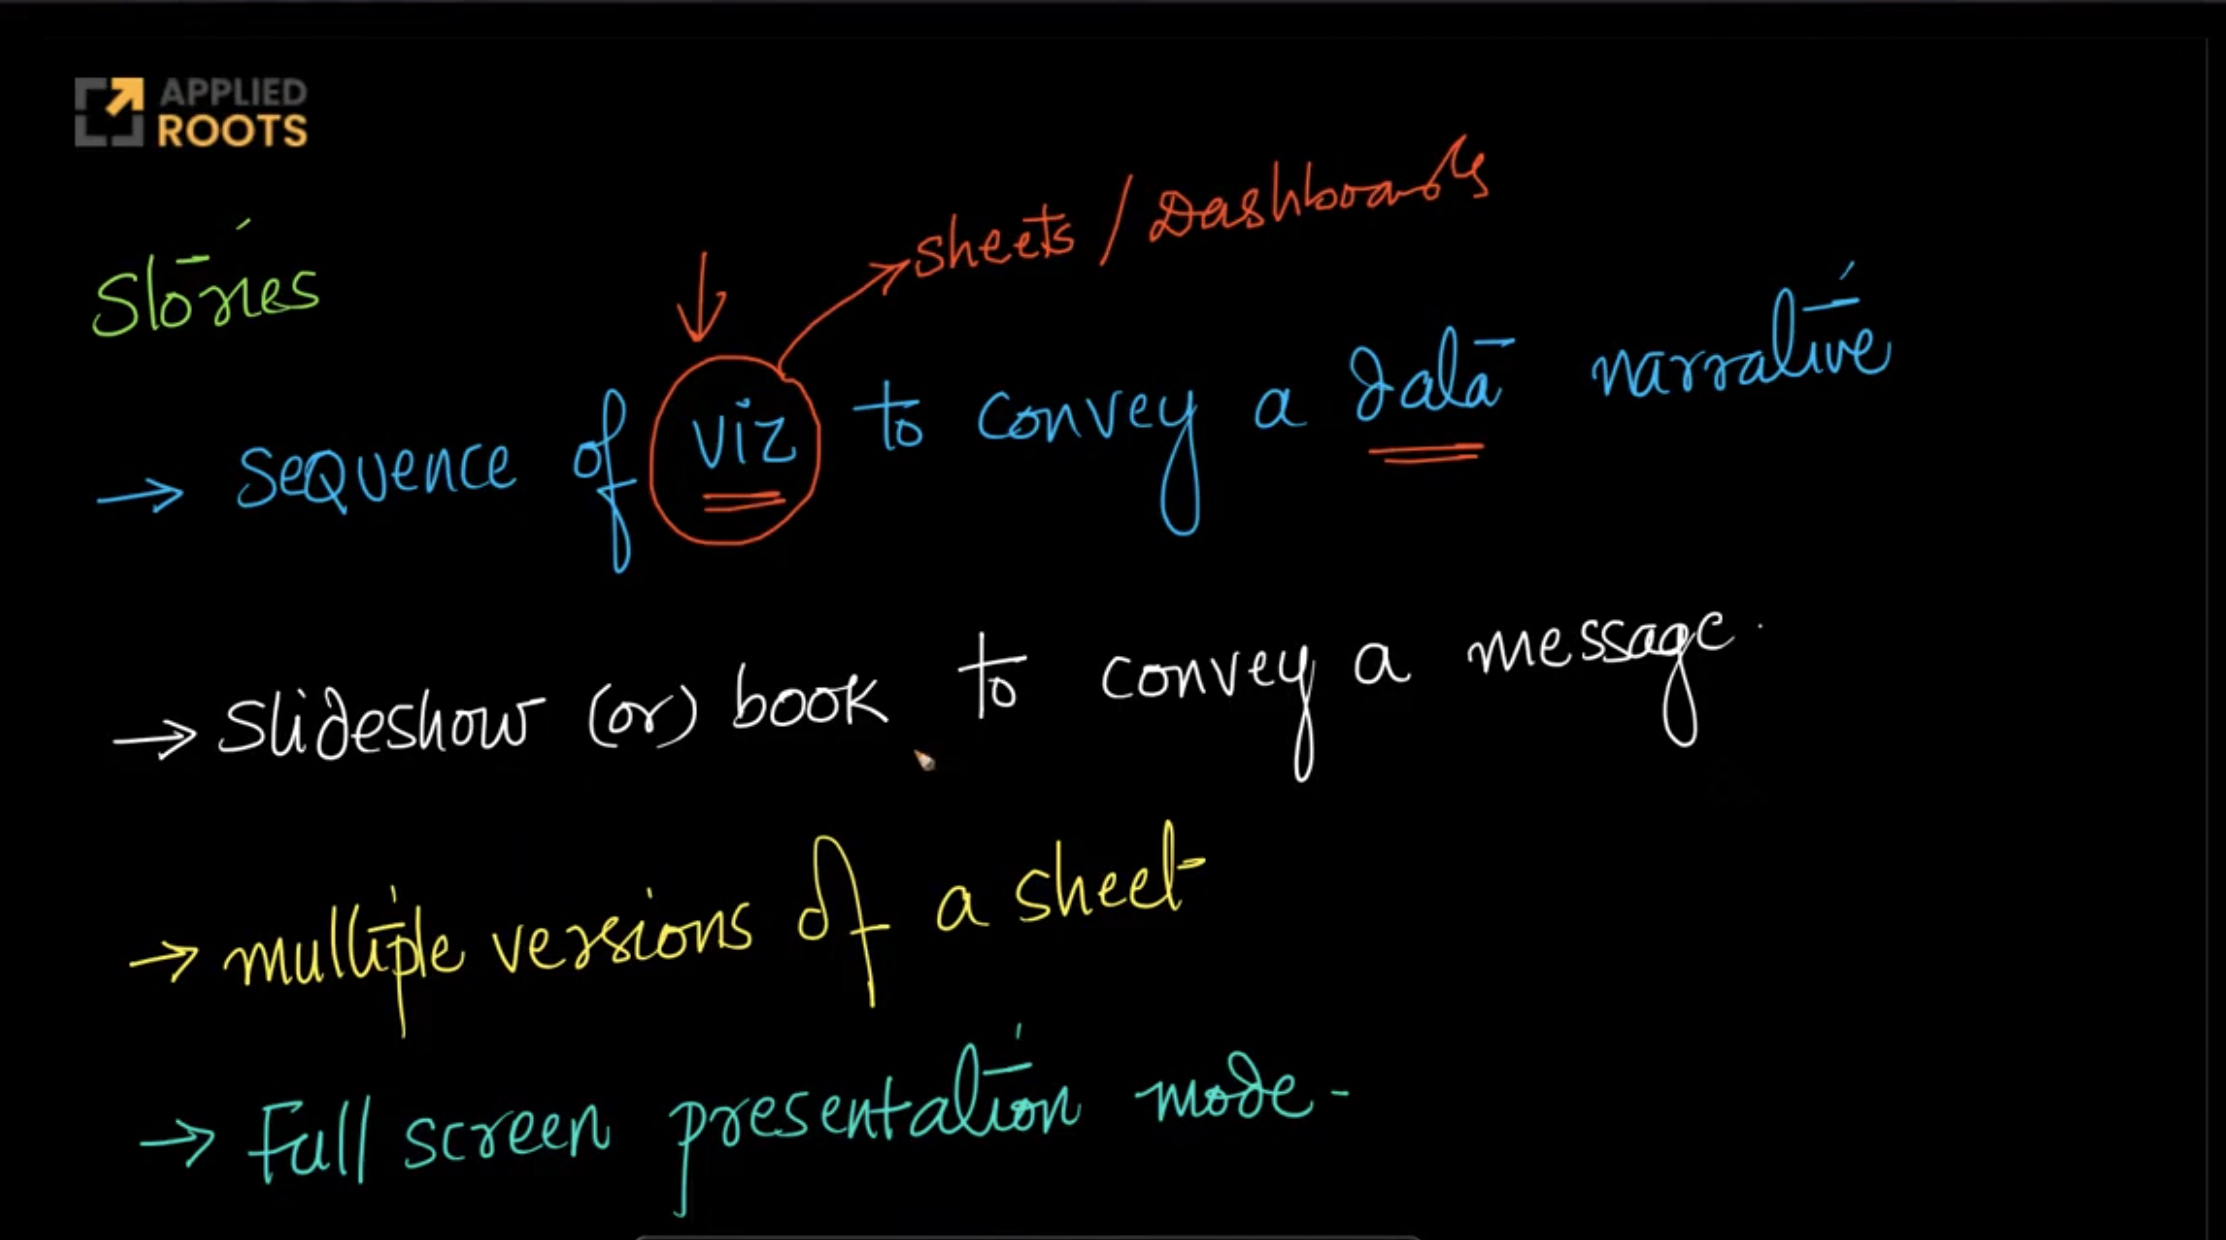 APPLIED
ROOTS
sheets / Dashboards
Stories
→ sequence of viz to convey a data narrative
→ slideshow (or) book to convey a message.
→ multiple versions of a sheet
→ Full screen presentation mode -